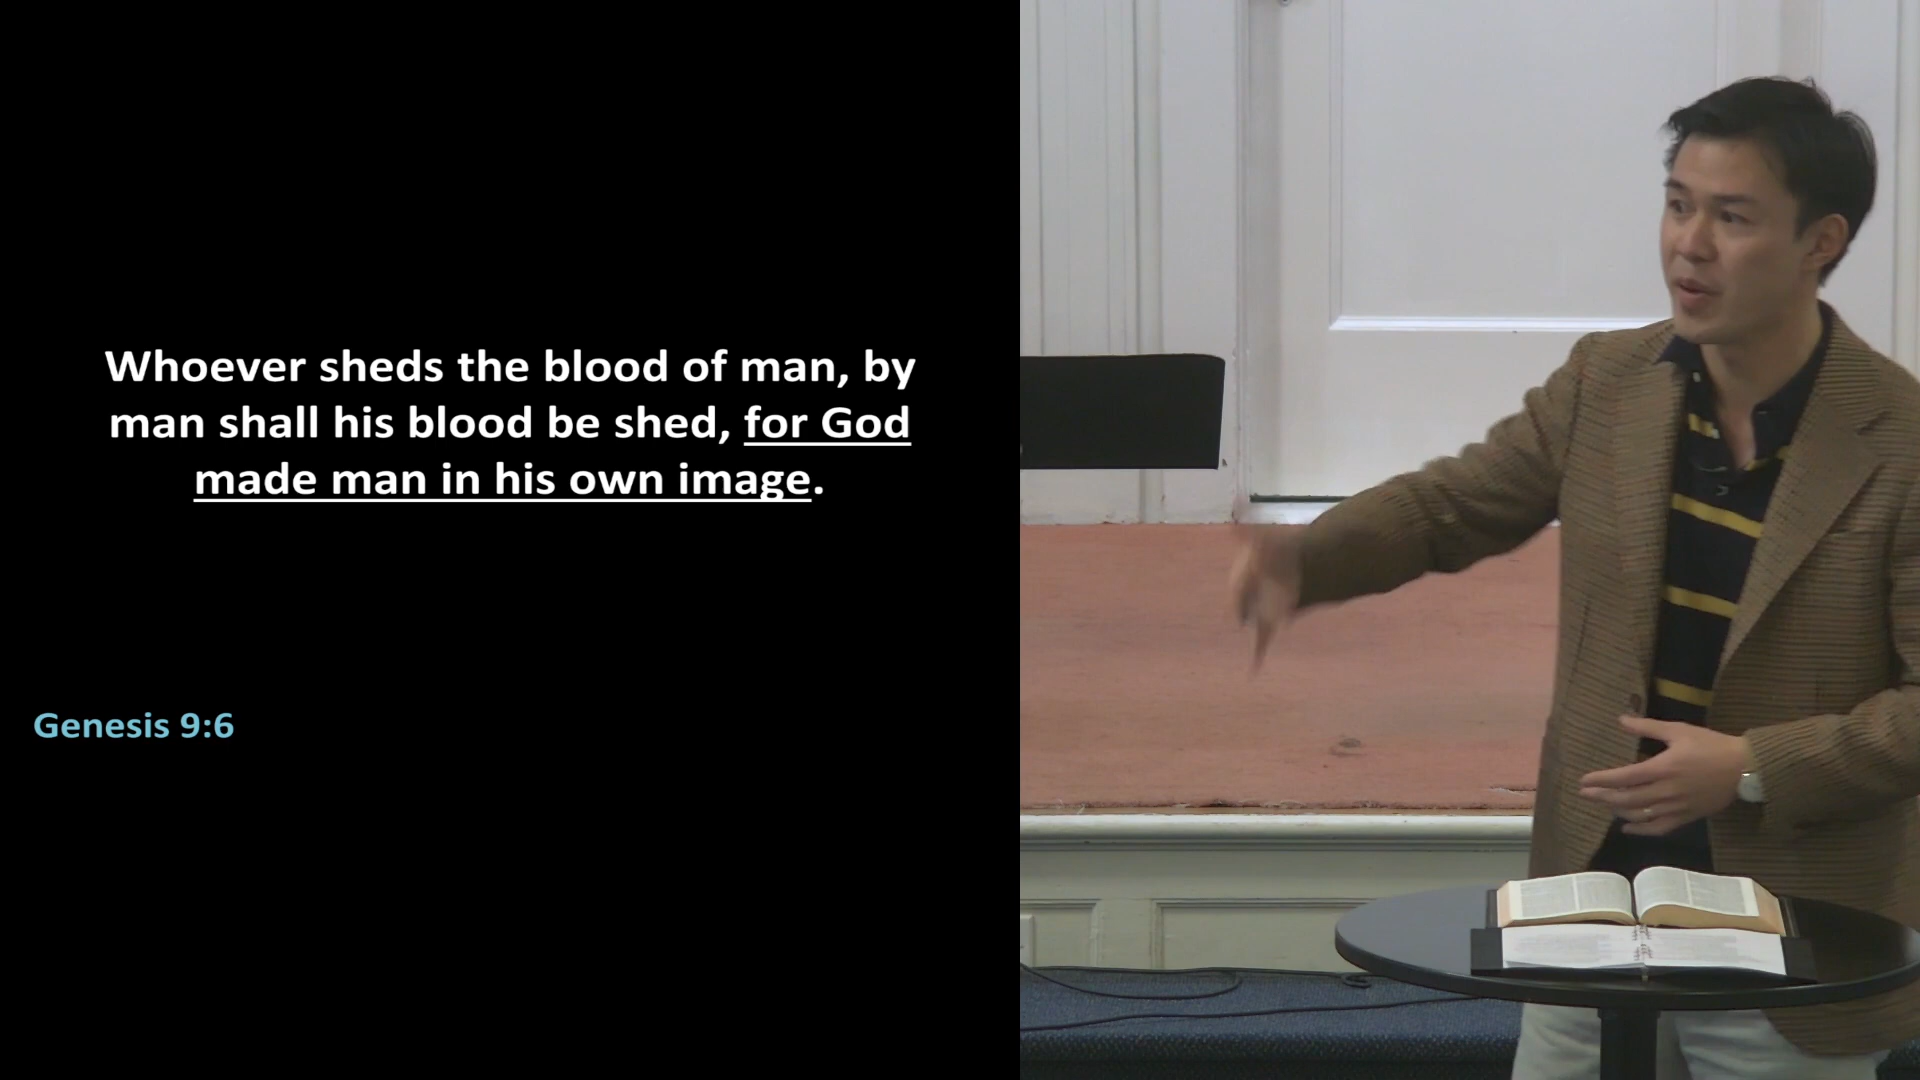 Whoever sheds the blood of man, by
man shall his blood be shed, for God
made man in his own image.
Genesis 9:6